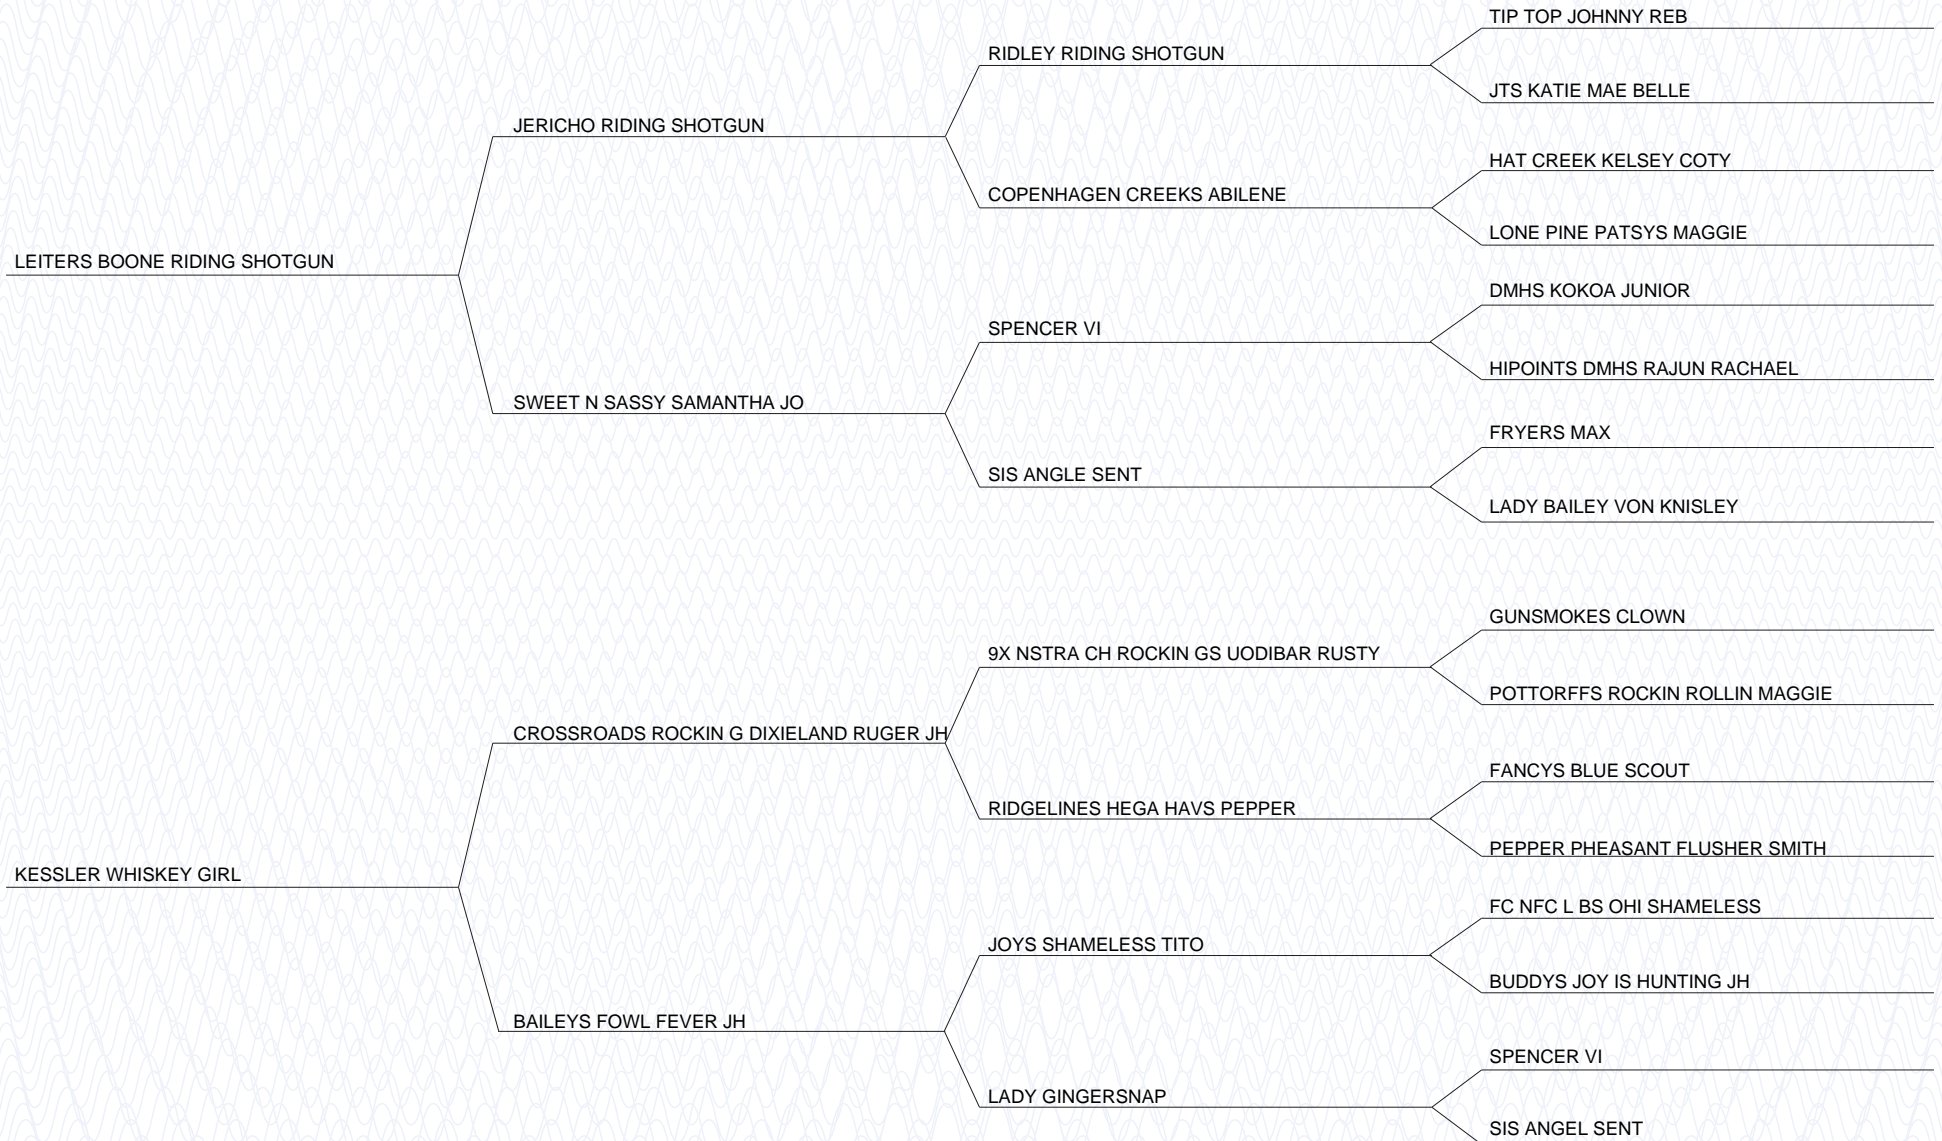 TIP TOP JOHNNY REB
RIDLEY RIDING SHOTGUN
JTS KATIE MAE BELLE
JERICHO RIDING SHOTGUN
HAT CREEK KELSEY COTY
COPENHAGEN CREEKS ABILENE
LONE PINE PATSYS MAGGIE
LEITERS BOONE RIDING SHOTGUN
DMHS KOKOA JUNIOR
SPENCER VI
HIPOINTS DMHS RAJUN RACHAEL
SWEET N SASSY SAMANTHA JO
FRYERS MAX
SIS ANGLE SENT
LADY BAILEY VON KNISLEY
GUNSMOKES CLOWN
9X NSTRA CH ROCKIN GS UODIBAR RUSTY
POTTORFFS ROCKIN ROLLIN MAGGIE
CROSSROADS ROCKIN G DIXIELAND RUGER JH
FANCYS BLUE SCOUT
RIDGELINES HEGA HAVS PEPPER
PEPPER PHEASANT FLUSHER SMITH
KESSLER WHISKEY GIRL
FC NFC L BS OHI SHAMELESS
JOYS SHAMELESS TITO
BUDDYS JOY IS HUNTING JH
BAILEYS FOWL FEVER JH
SPENCER VI
LADY GINGERSNAP
SIS ANGEL SENT